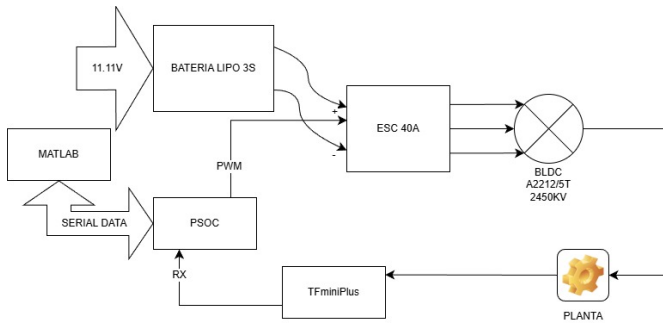 11.11V
BATERIA LIPO 3S
+
ESC 40A
-
MATLAB
PWM
BLDC
A2212/5T
2450KV
SERIAL DATA
PSOC
RX
TFminiPlus
PLANTA